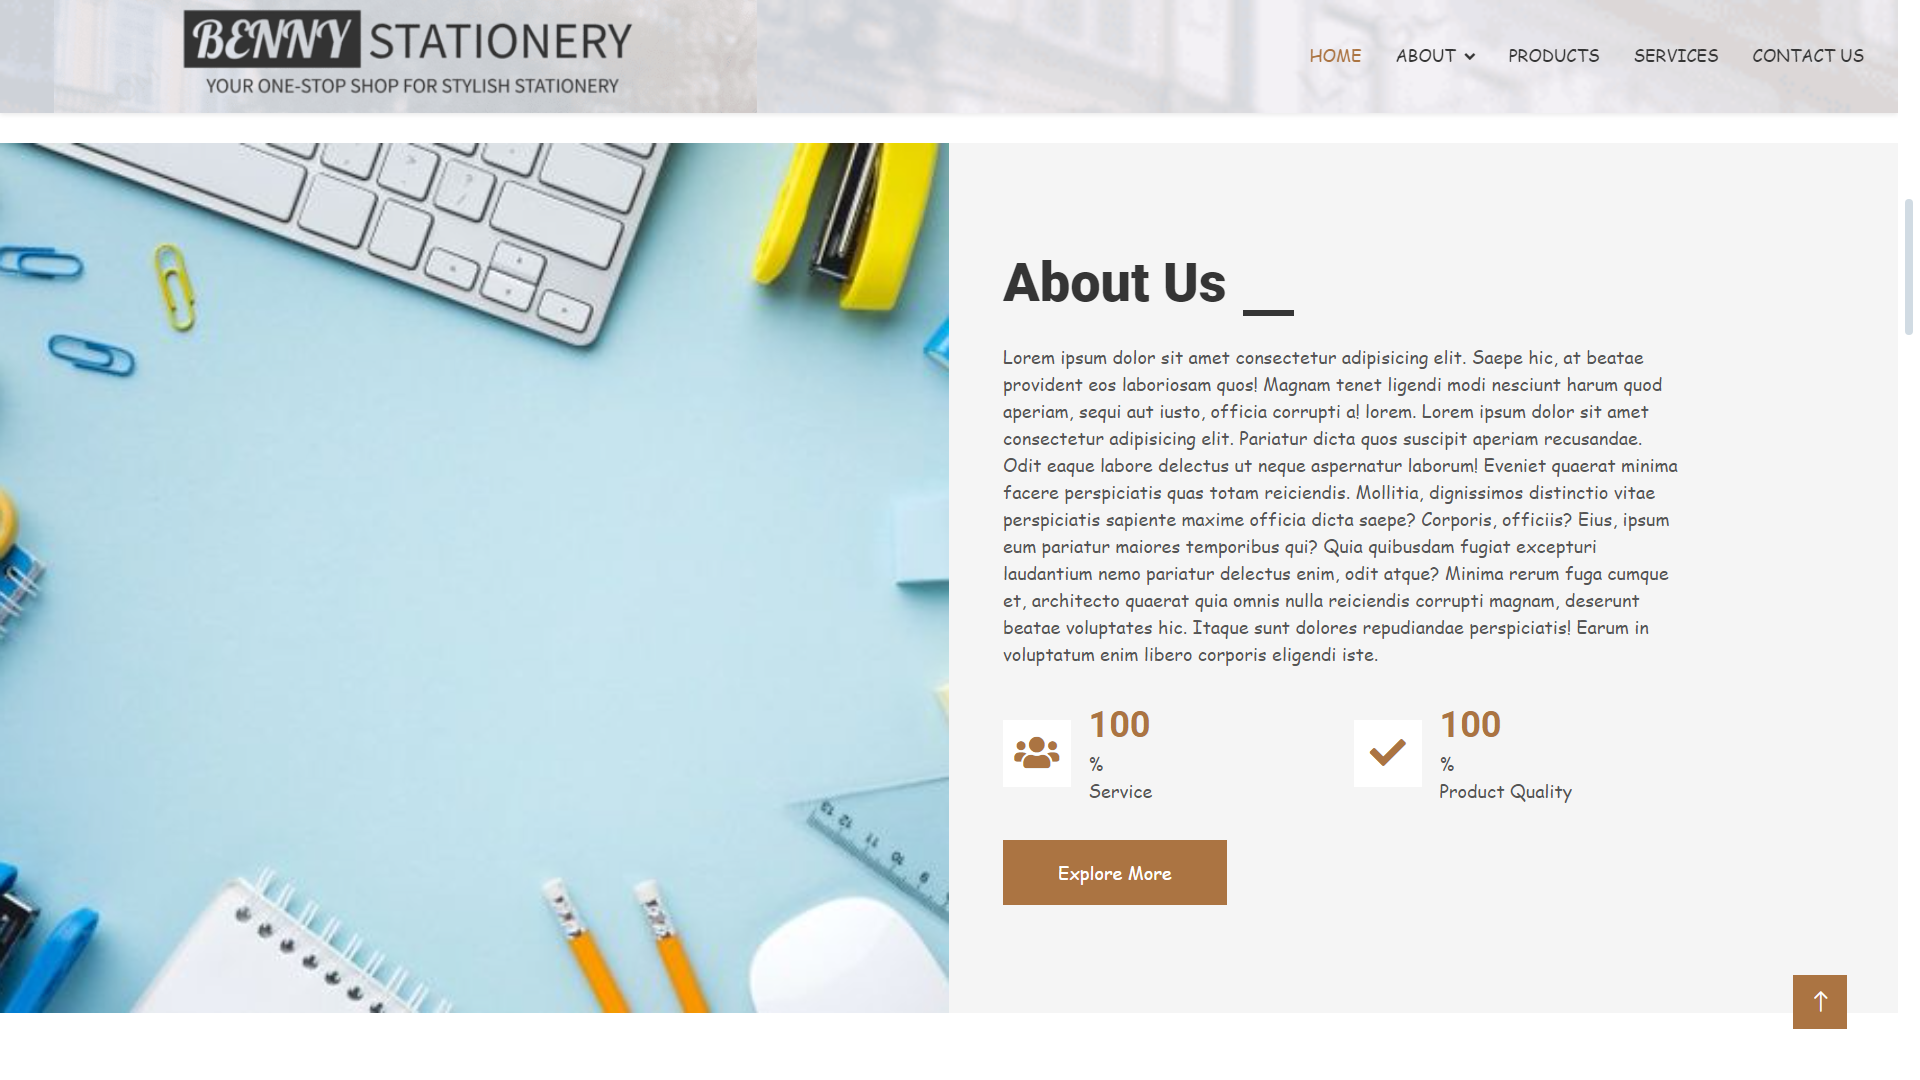 BENNY STATIONERY
YOUR ONE-STOP SHOP FOR STYLISH STATIONERY
HOME ABOUT PRODUCTS SERVICES CONTACT US
About Us
Lorem ipsum dolor sit amet consectetur adipisicing elit. Saepe hic, at beatae
provident eos laboriosam quos! Magnam tenet ligendi modi nesciunt harum quod
aperiam, sequi aut iusto, officia corrupti a! lorem. Lorem ipsum dolor sit amet
consectetur adipisicing elit. Pariatur dicta quos suscipit aperiam recusandae.
Odit eaque labore delectus ut neque aspernatur laborum! Eveniet quaerat minima
facere perspiciatis quas totam reiciendis. Mollitia, dignissimos distinctio vitae
perspiciatis sapiente maxime officia dicta saepe? Corporis, officiis? Eius, ipsum
eum pariatur maiores temporibus qui? Quia quibusdam fugiat excepturi
laudantium nemo pariatur delectus enim, odit atque? Minima rerum fuga cumque
et, architecto quaerat quia omnis nulla reiciendis corrupti magnam, deserunt
beatae voluptates hic. Itaque sunt dolores repudiandae perspiciatis! Earum in
voluptatum enim libero corporis eligendi iste.
100
%
Service
100
%
Product Quality
Explore More
13 12 11 10 9 8